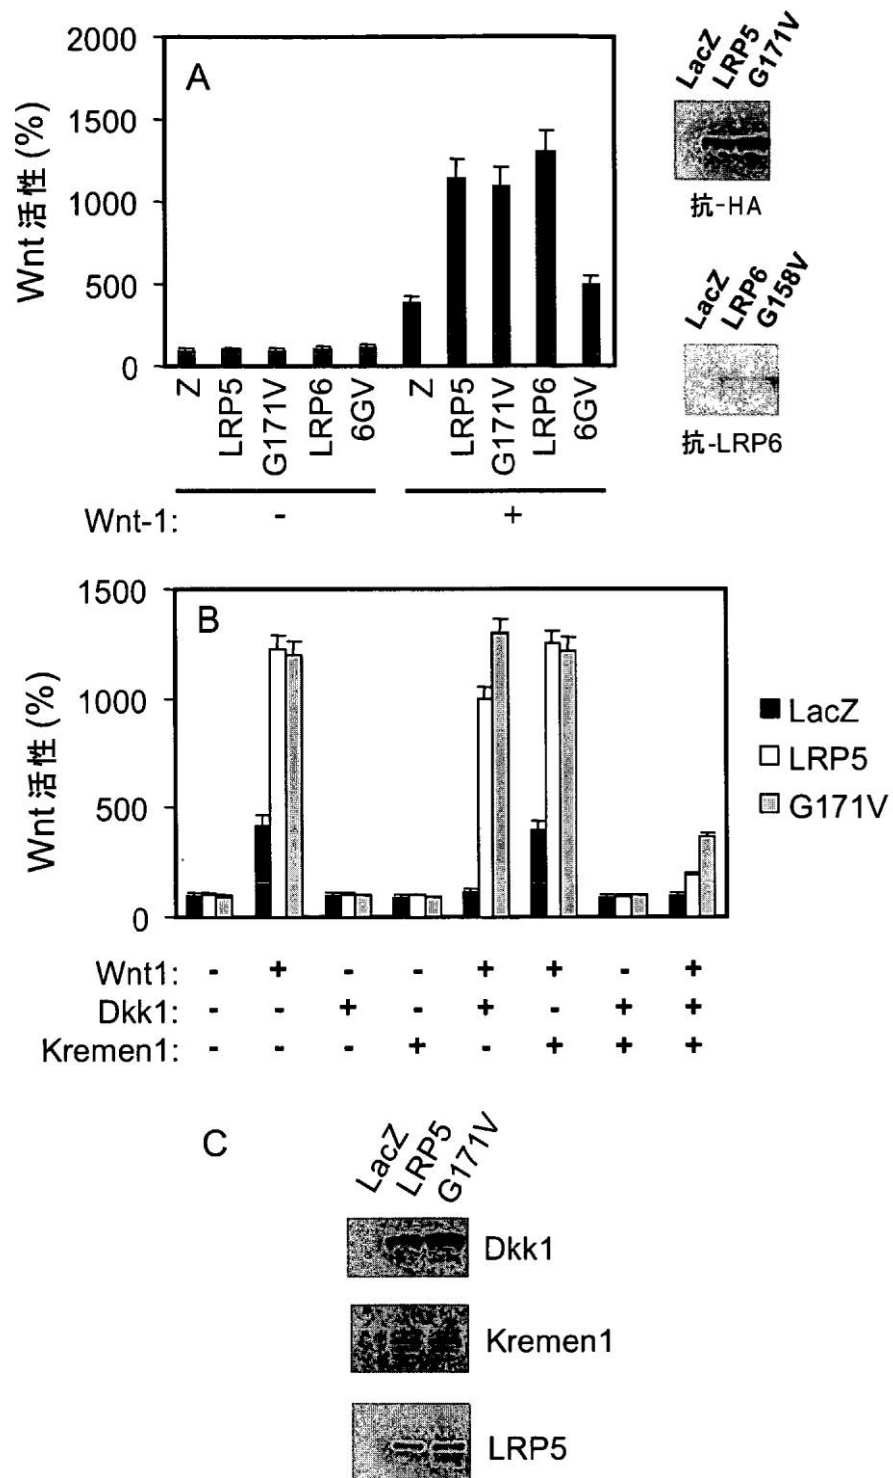 A
Wnt 活性 (%)
2000
1500
1000
500
0
Z
LRP5
G171V
LRP6
6GV
Z
LRP5
G171V
LRP6
6GV
Wnt-1:
-
+
LacZ
LRP5
G171V
抗-HA
LacZ
LRP6
G158V
抗-LRP6
B
Wnt 活性 (%)
1500
1000
500
0
LacZ
LRP5
G171V
Wnt1: - + - - + + - +
Dkk1: - - + - + - + +
Kremen1: - - - + - + + +
C
LacZ
LRP5
G171V
Dkk1
Kremen1
LRP5